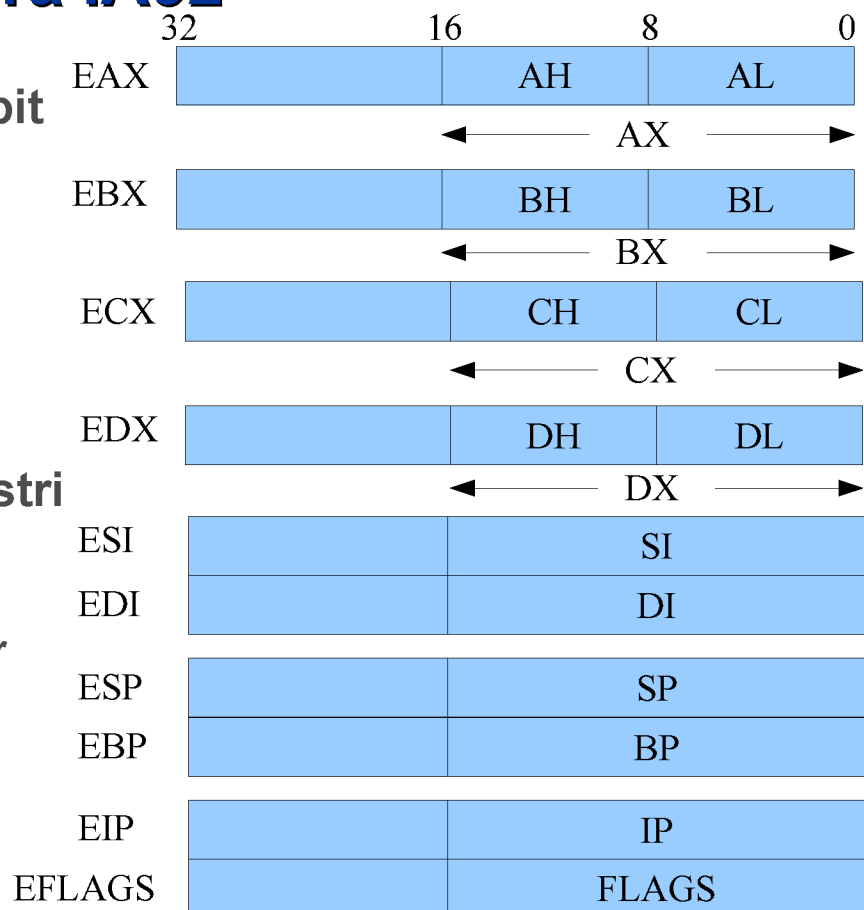 IA32
32 16 8 0
EAX AH AL
bit
AX
EBX BH BL
BX
ECX CH CL
CX
EDX DH DL
stri
DX
ESI SI
EDI DI
r
ESP SP
EBP BP
EIP IP
EFLAGS FLAGS